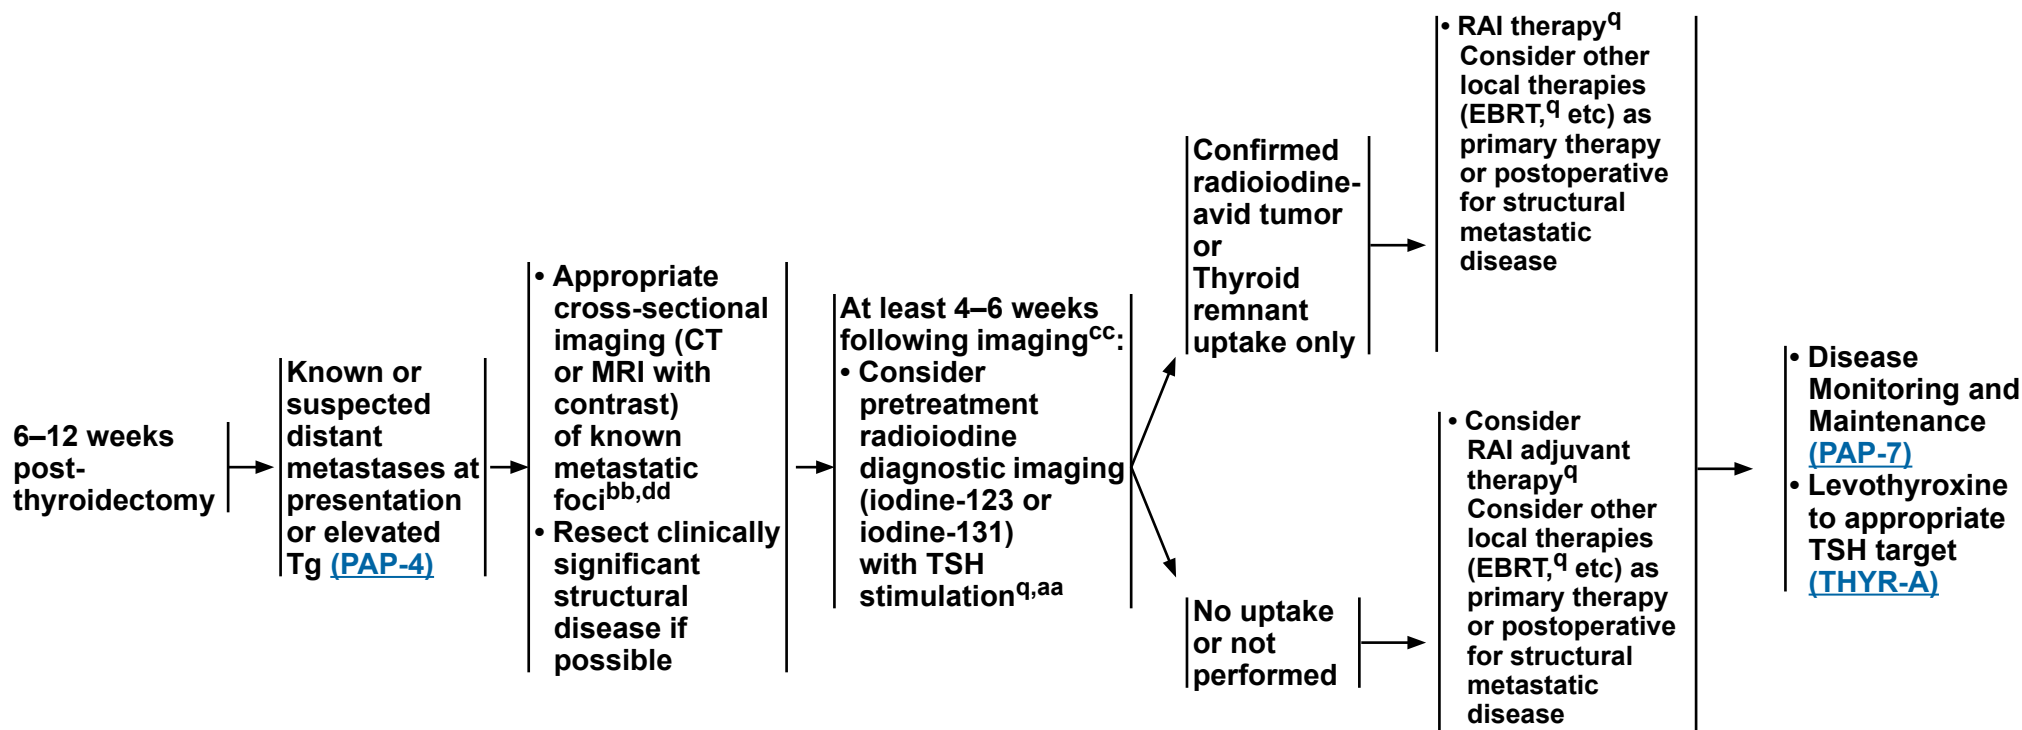 6–12 weeks
post-
thyroidectomy
Known or
suspected
distant
metastases at
presentation
or elevated
Tg (PAP-4)
• Appropriate
cross-sectional
imaging (CT
or MRI with
contrast)
of known
metastatic
foci^bb,dd
• Resect clinically
significant
structural
disease if
possible
At least 4–6 weeks
following imaging^cc:
• Consider
pretreatment
radioiodine
diagnostic imaging
(iodine-123 or
iodine-131)
with TSH
stimulation^q,aa
Confirmed
radioiodine-
avid tumor
or
Thyroid
remnant
uptake only
• RAI therapy^q
Consider other
local therapies
(EBRT,^q etc) as
primary therapy
or postoperative
for structural
metastatic
disease
No uptake
or not
performed
• Consider
RAI adjuvant
therapy^q
Consider other
local therapies
(EBRT,^q etc) as
primary therapy
or postoperative
for structural
metastatic
disease
• Disease
Monitoring and
Maintenance
(PAP-7)
• Levothyroxine
to appropriate
TSH target
(THYR-A)